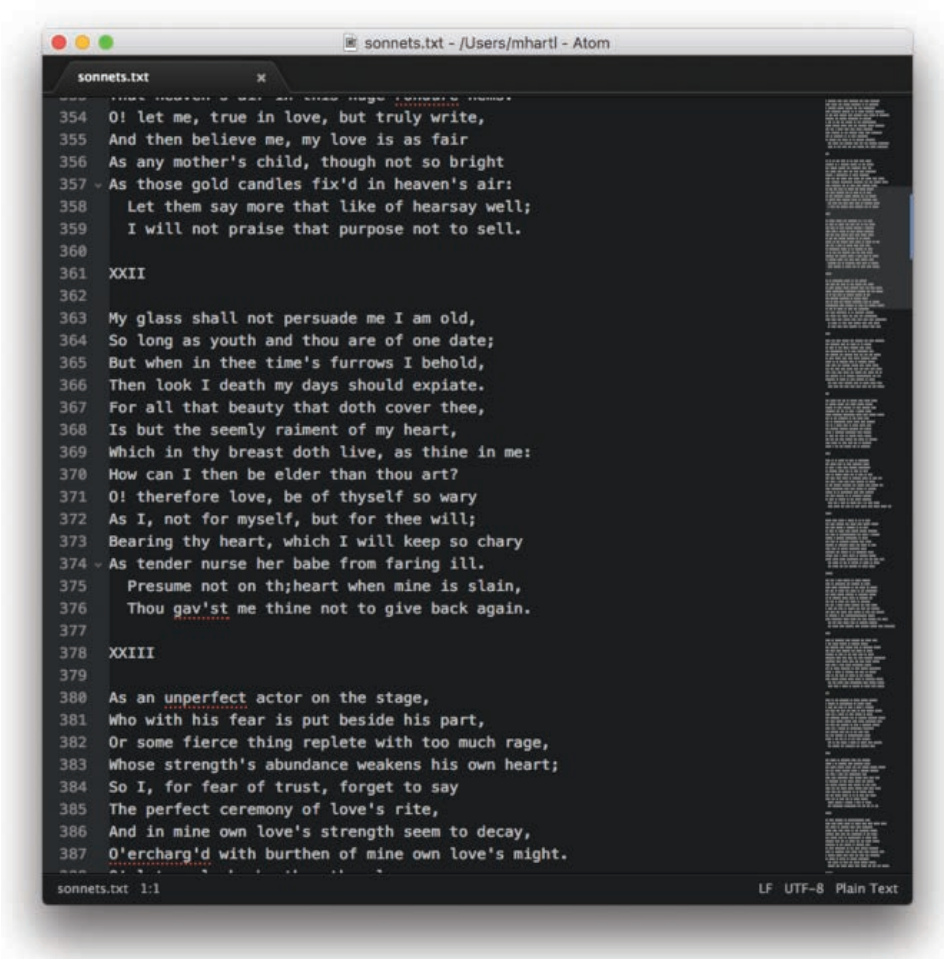 sonnets.txt - /Users/mhartl - Atom
sonnets.txt
353 That heaven's air in this huge rondure hems.
354 O! let me, true in love, but truly write,
355 And then believe me, my love is as fair
356 As any mother's child, though not so bright
357 As those gold candles fix'd in heaven's air:
358 Let them say more that like of hearsay well;
359 I will not praise that purpose not to sell.
360
361 XXII
362
363 My glass shall not persuade me I am old,
364 So long as youth and thou are of one date;
365 But when in thee time's furrows I behold,
366 Then look I death my days should expiate.
367 For all that beauty that doth cover thee,
368 Is but the seemly raiment of my heart,
369 Which in thy breast doth live, as thine in me:
370 How can I then be elder than thou art?
371 O! therefore love, be of thyself so wary
372 As I, not for myself, but for thee will;
373 Bearing thy heart, which I will keep so chary
374 As tender nurse her babe from faring ill.
375 Presume not on th;heart when mine is slain,
376 Thou gav'st me thine not to give back again.
377
378 XXIII
379
380 As an unperfect actor on the stage,
381 Who with his fear is put beside his part,
382 Or some fierce thing replete with too much rage,
383 Whose strength's abundance weakens his own heart;
384 So I, for fear of trust, forget to say
385 The perfect ceremony of love's rite,
386 And in mine own love's strength seem to decay,
387 O'ercharg'd with burthen of mine own love's might.
sonnets.txt 1:1 LF UTF-8 Plain Text